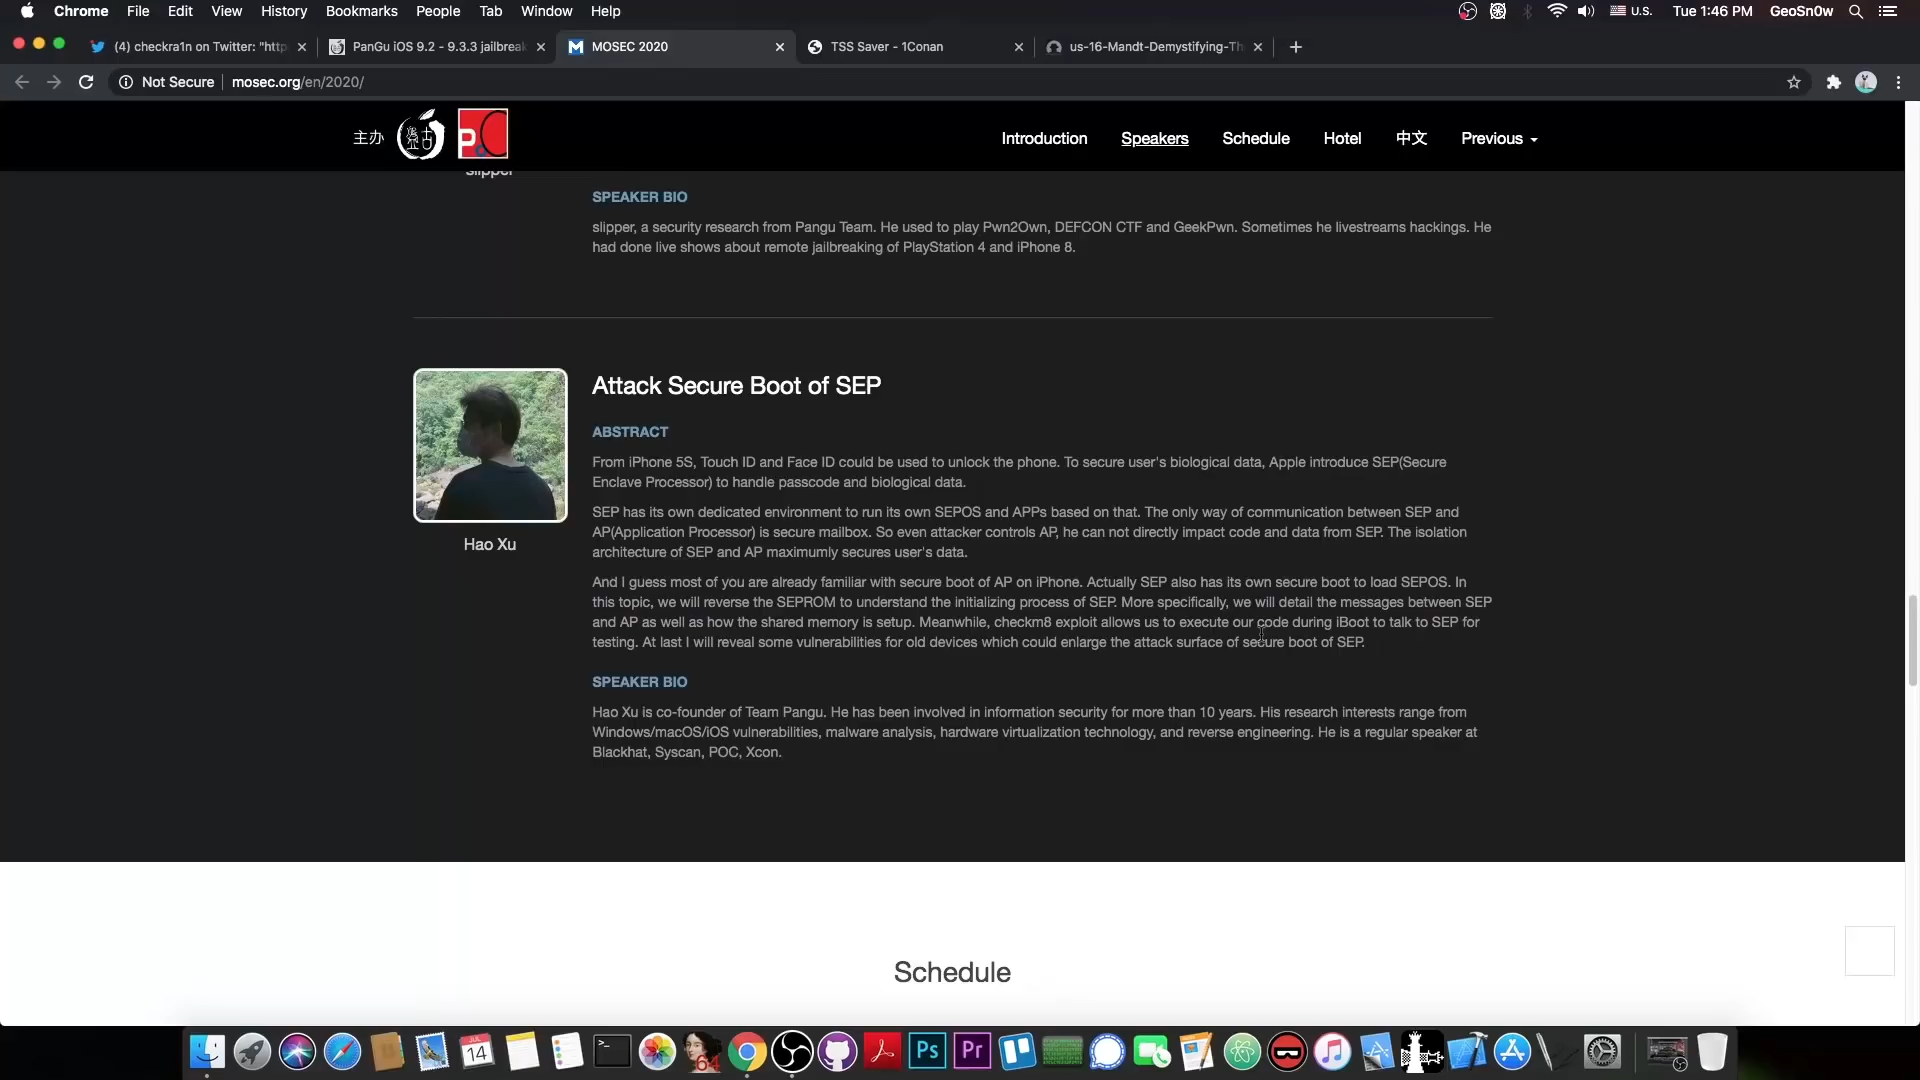 Chrome File Edit View History Bookmarks People Tab Window Help U.S. Tue 1:46 PM GeoSn0w
(4) checkra1n on Twitter: "http PanGu iOS 9.2 - 9.3.3 jailbreak MOSEC 2020 TSS Saver - 1Conan us-16-Mandt-Demystifying-Th
Not Secure mosec.org/en/2020/
主办 Introduction Speakers Schedule Hotel 中文 Previous
slipper
SPEAKER BIO
slipper, a security research from Pangu Team. He used to play Pwn2Own, DEFCON CTF and GeekPwn. Sometimes he livestreams hackings. He
had done live shows about remote jailbreaking of PlayStation 4 and iPhone 8.
Attack Secure Boot of SEP
ABSTRACT
From iPhone 5S, Touch ID and Face ID could be used to unlock the phone. To secure user's biological data, Apple introduce SEP(Secure
Enclave Processor) to handle passcode and biological data.
SEP has its own dedicated environment to run its own SEPOS and APPs based on that. The only way of communication between SEP and
AP(Application Processor) is secure mailbox. So even attacker controls AP, he can not directly impact code and data from SEP. The isolation
architecture of SEP and AP maximumly secures user's data.
Hao Xu
And I guess most of you are already familiar with secure boot of AP on iPhone. Actually SEP also has its own secure boot to load SEPOS. In
this topic, we will reverse the SEPROM to understand the initializing process of SEP. More specifically, we will detail the messages between SEP
and AP as well as how the shared memory is setup. Meanwhile, checkm8 exploit allows us to execute our code during iBoot to talk to SEP for
testing. At last I will reveal some vulnerabilities for old devices which could enlarge the attack surface of secure boot of SEP.
SPEAKER BIO
Hao Xu is co-founder of Team Pangu. He has been involved in information security for more than 10 years. His research interests range from
Windows/macOS/iOS vulnerabilities, malware analysis, hardware virtualization technology, and reverse engineering. He is a regular speaker at
Blackhat, Syscan, POC, Xcon.
Schedule
JUL
14
64
Ps
Pr